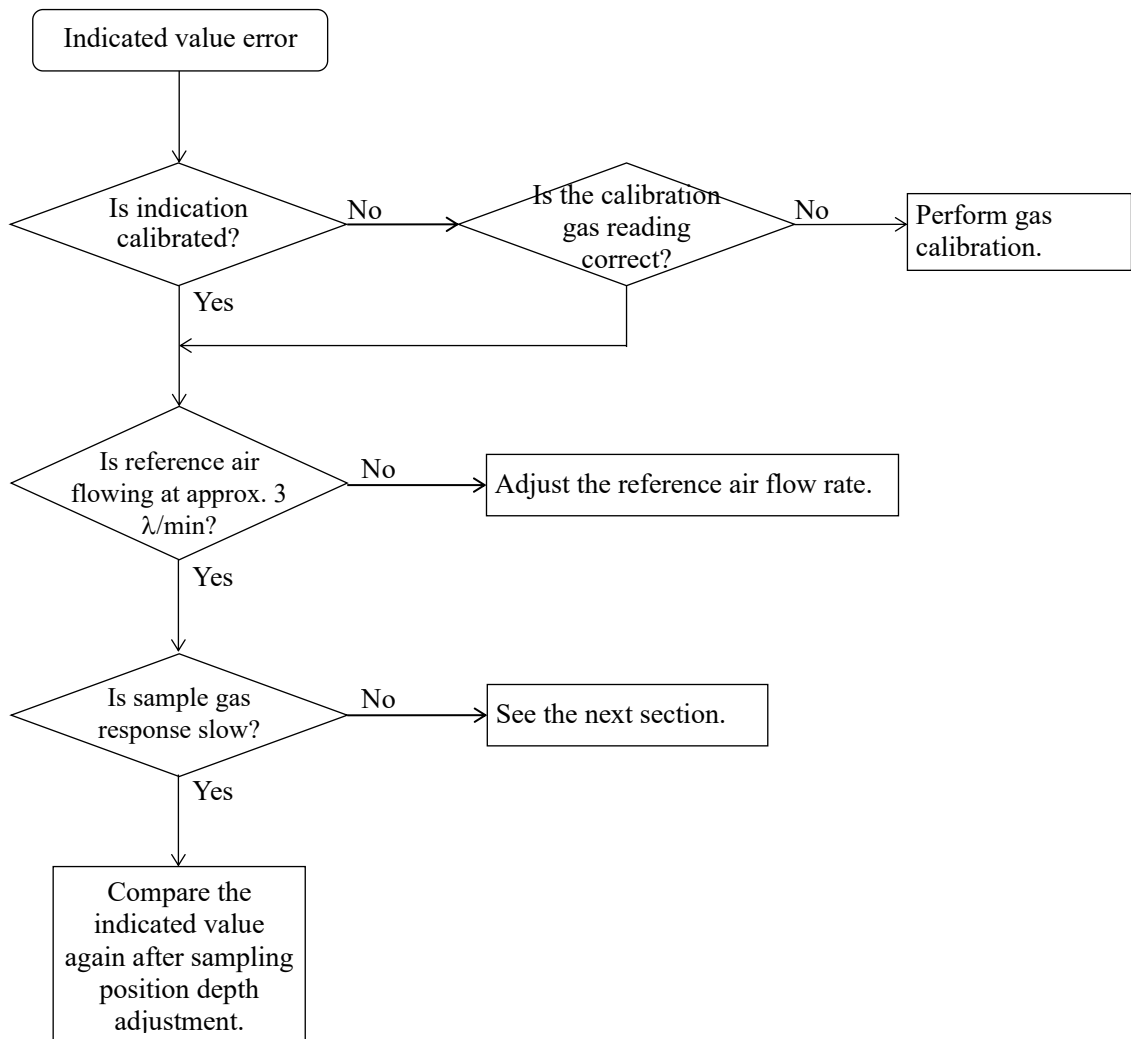 Indicated value error
Is indication
calibrated?
No
Is the calibration
gas reading
correct?
No
Perform gas
calibration.
Yes
Is reference air
flowing at approx. 3
λ/min?
No
Adjust the reference air flow rate.
Yes
Is sample gas
response slow?
No
See the next section.
Yes
Compare the
indicated value
again after sampling
position depth
adjustment.